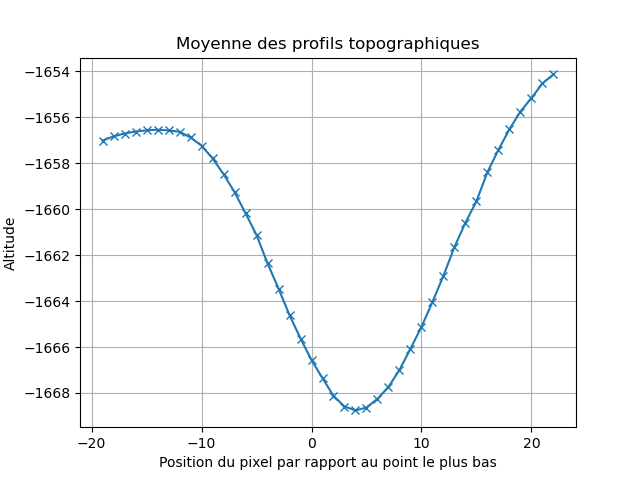 Moyenne des profils topographiques
Altitude
−1654
−1656
−1658
−1660
−1662
−1664
−1666
−1668
−20 −10 0 10 20
Position du pixel par rapport au point le plus bas